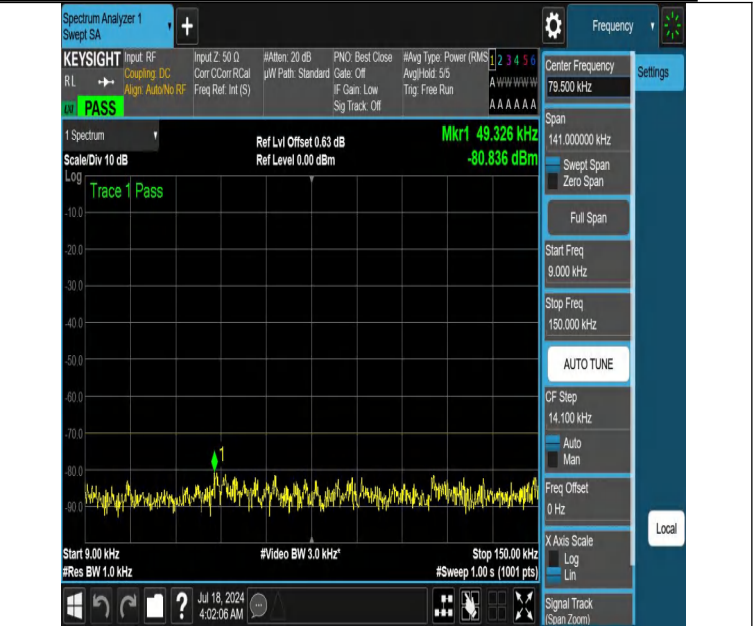 Spectrum Analyzer 1
Swept SA
+
Frequency
KEYSIGHT
RL
PASS
Input: RF
Coupling: DC
Align: Auto/No RF
Input Z: 50 Ω
Corr CCorr RCal
Freq Ref: Int (S)
#Atten: 20 dB
µW Path: Standard
PNO: Best Close
Gate: Off
IF Gain: Low
Sig Track: Off
#Avg Type: Power (RMS
Avg|Hold: 5/5
Trig: Free Run
1 2 3 4 5 6
A W W W W W
A A A A A A
1 Spectrum
Scale/Div 10 dB
Ref Lvl Offset 0.63 dB
Ref Level 0.00 dBm
Mkr1 49.326 kHz
-80.836 dBm
Log
Trace 1 Pass
-10.0
-20.0
-30.0
-40.0
-50.0
-60.0
-70.0
-80.0
-90.0
1
Start 9.00 kHz
#Res BW 1.0 kHz
#Video BW 3.0 kHz*
Stop 150.00 kHz
#Sweep 1.00 s (1001 pts)
?
Jul 18, 2024
4:02:06 AM
Center Frequency
79.500 kHz
Settings
Span
141.000000 kHz
Swept Span
Zero Span
Full Span
Start Freq
9.000 kHz
Stop Freq
150.000 kHz
AUTO TUNE
CF Step
14.100 kHz
Auto
Man
Freq Offset
0 Hz
X Axis Scale
Log
Lin
Signal Track
(Span Zoom)
Local